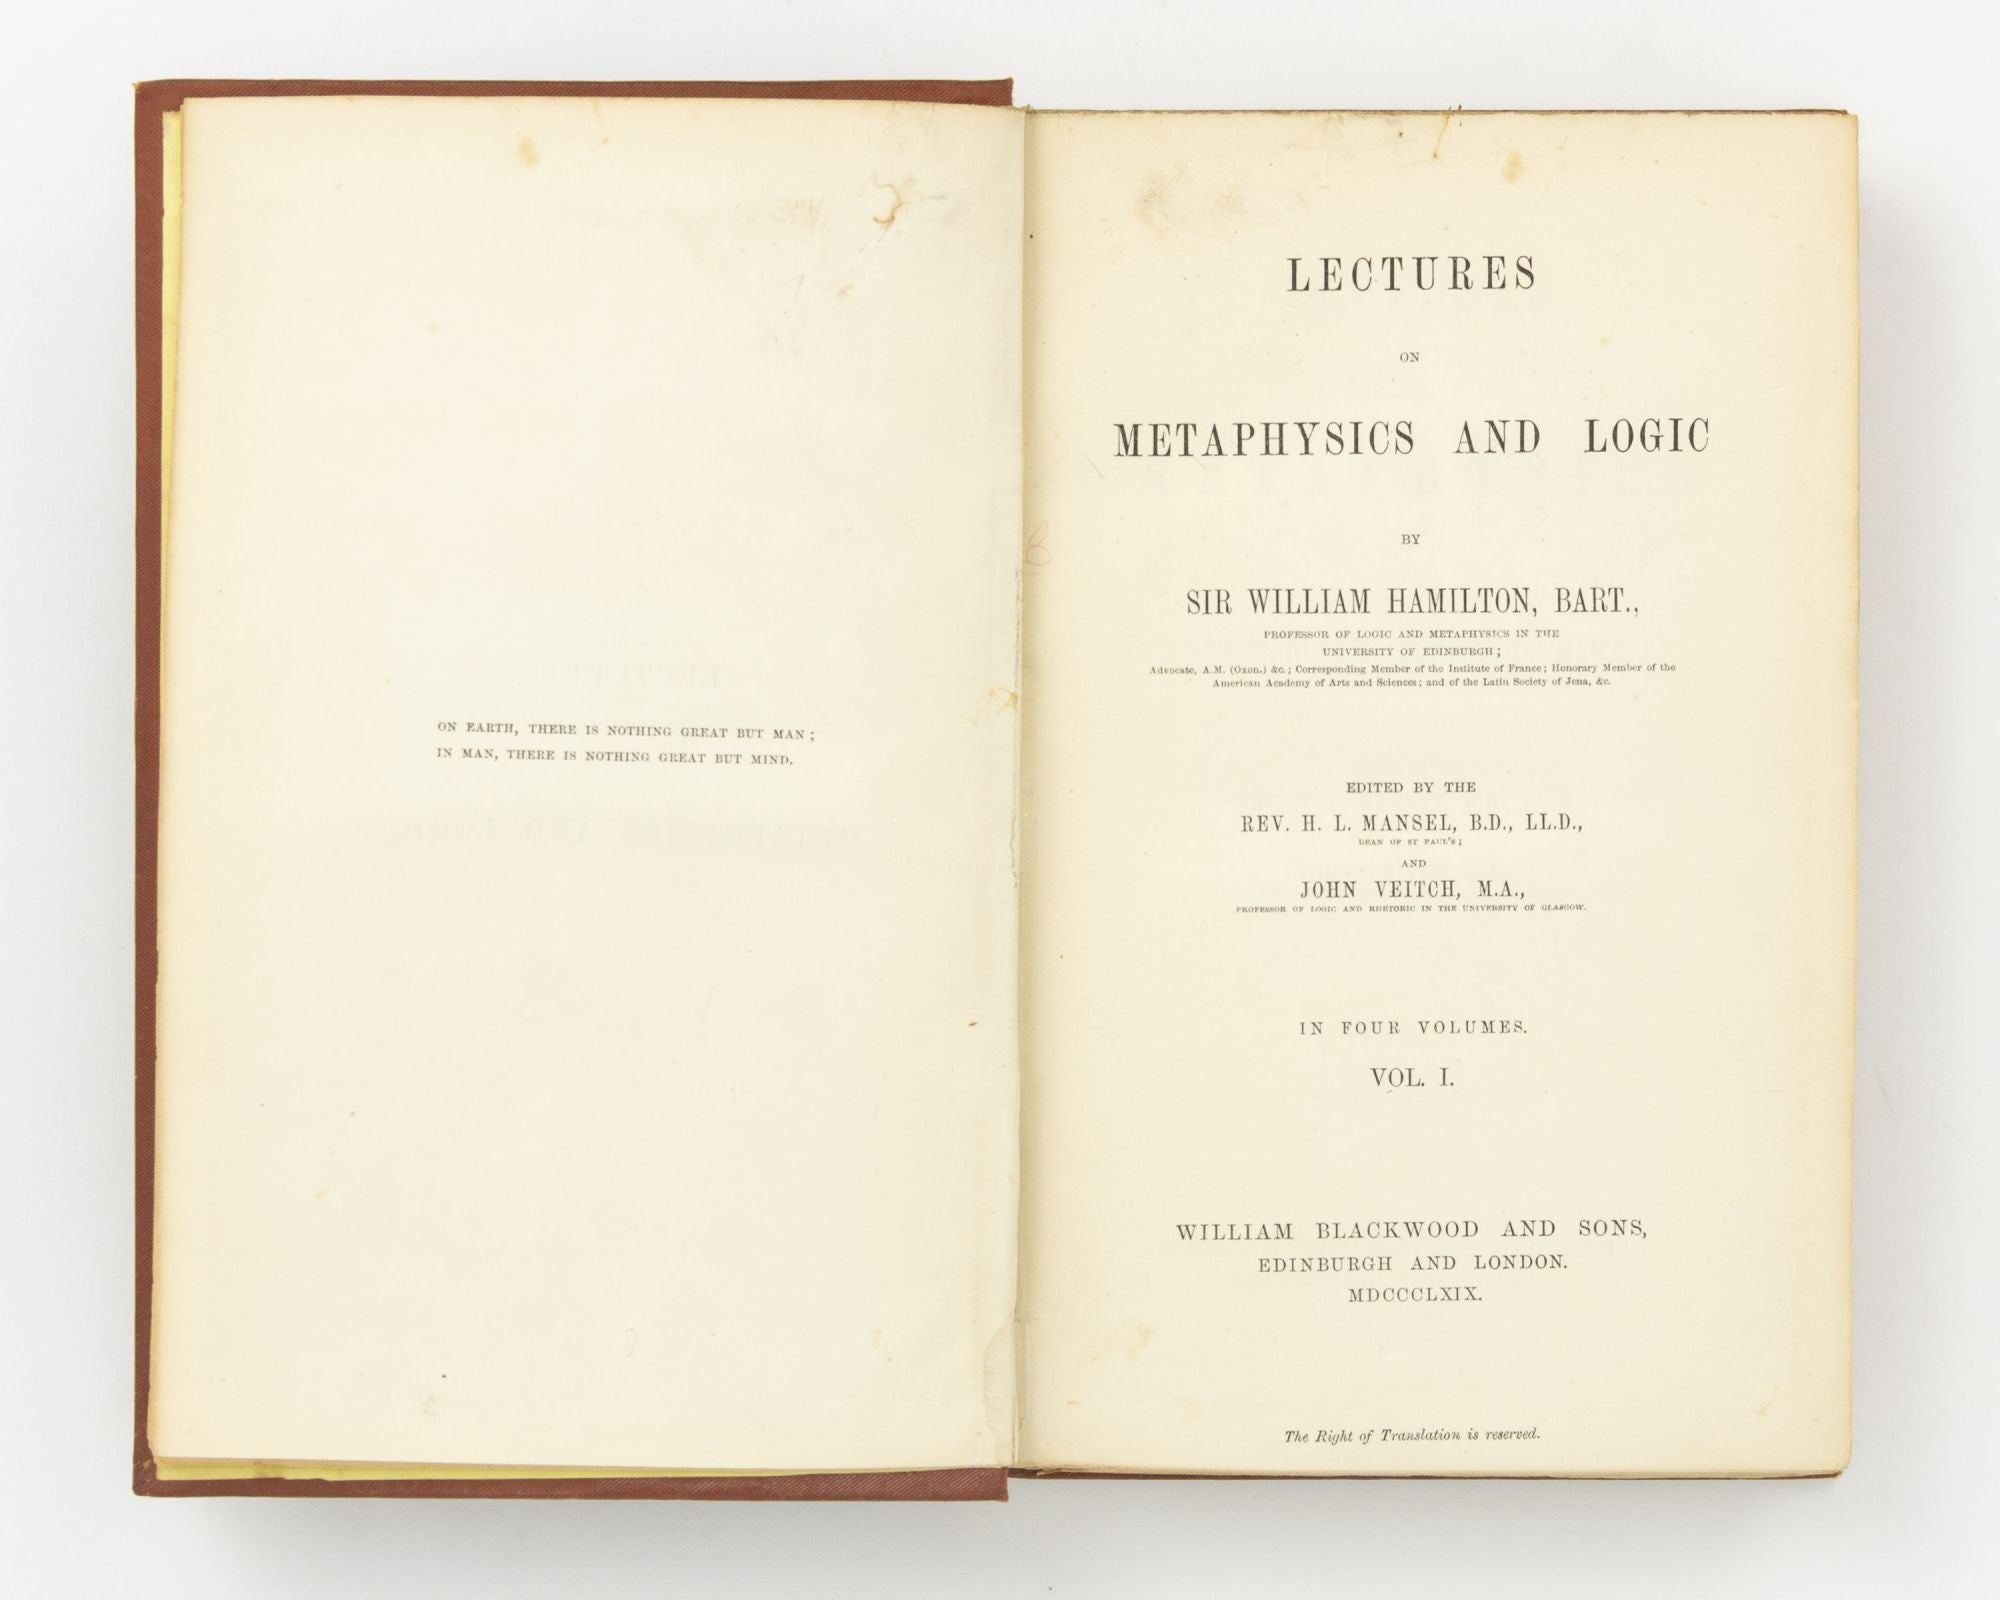 ON EARTH, THERE IS NOTHING GREAT BUT MAN;
IN MAN, THERE IS NOTHING GREAT BUT MIND.
LECTURES
ON
METAPHYSICS AND LOGIC
BY
SIR WILLIAM HAMILTON, BART.,
PROFESSOR OF LOGIC AND METAPHYSICS IN THE
UNIVERSITY OF EDINBURGH;
Advocate, A.M. (Oxon.) &c.; Corresponding Member of the Institute of France; Honorary Member of the
American Academy of Arts and Sciences; and of the Latin Society of Jena, &c.
EDITED BY THE
REV. H. L. MANSEL, B.D., LL.D.,
DEAN OF ST PAUL'S;
AND
JOHN VEITCH, M.A.,
PROFESSOR OF LOGIC AND RHETORIC IN THE UNIVERSITY OF GLASGOW.
IN FOUR VOLUMES.
VOL. I.
WILLIAM BLACKWOOD AND SONS,
EDINBURGH AND LONDON.
MDCCCLXIX.
The Right of Translation is reserved.